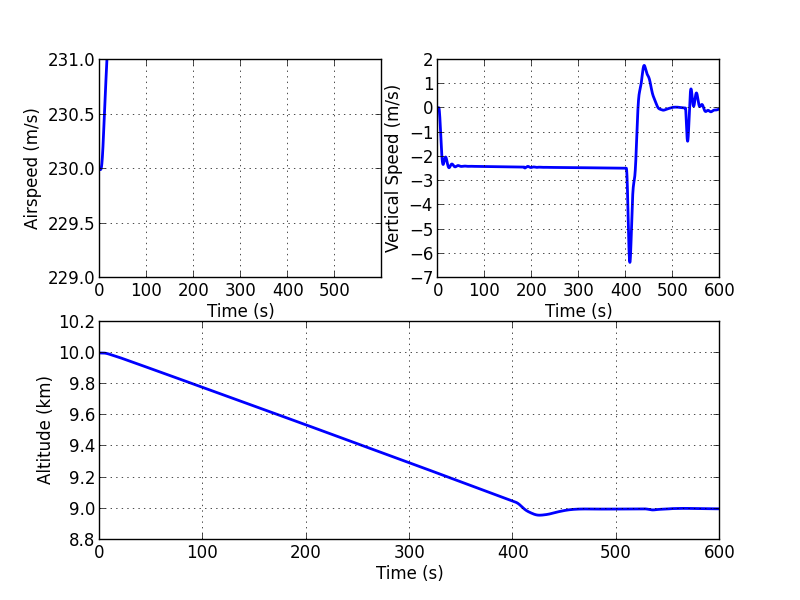 231.0
230.5
230.0
229.5
229.0
Airspeed (m/s)
0 100 200 300 400 500
Time (s)
2
1
0
−1
−2
−3
−4
−5
−6
−7
Vertical Speed (m/s)
0 100 200 300 400 500 600
Time (s)
10.2
10.0
9.8
9.6
9.4
9.2
9.0
8.8
Altitude (km)
0 100 200 300 400 500 600
Time (s)